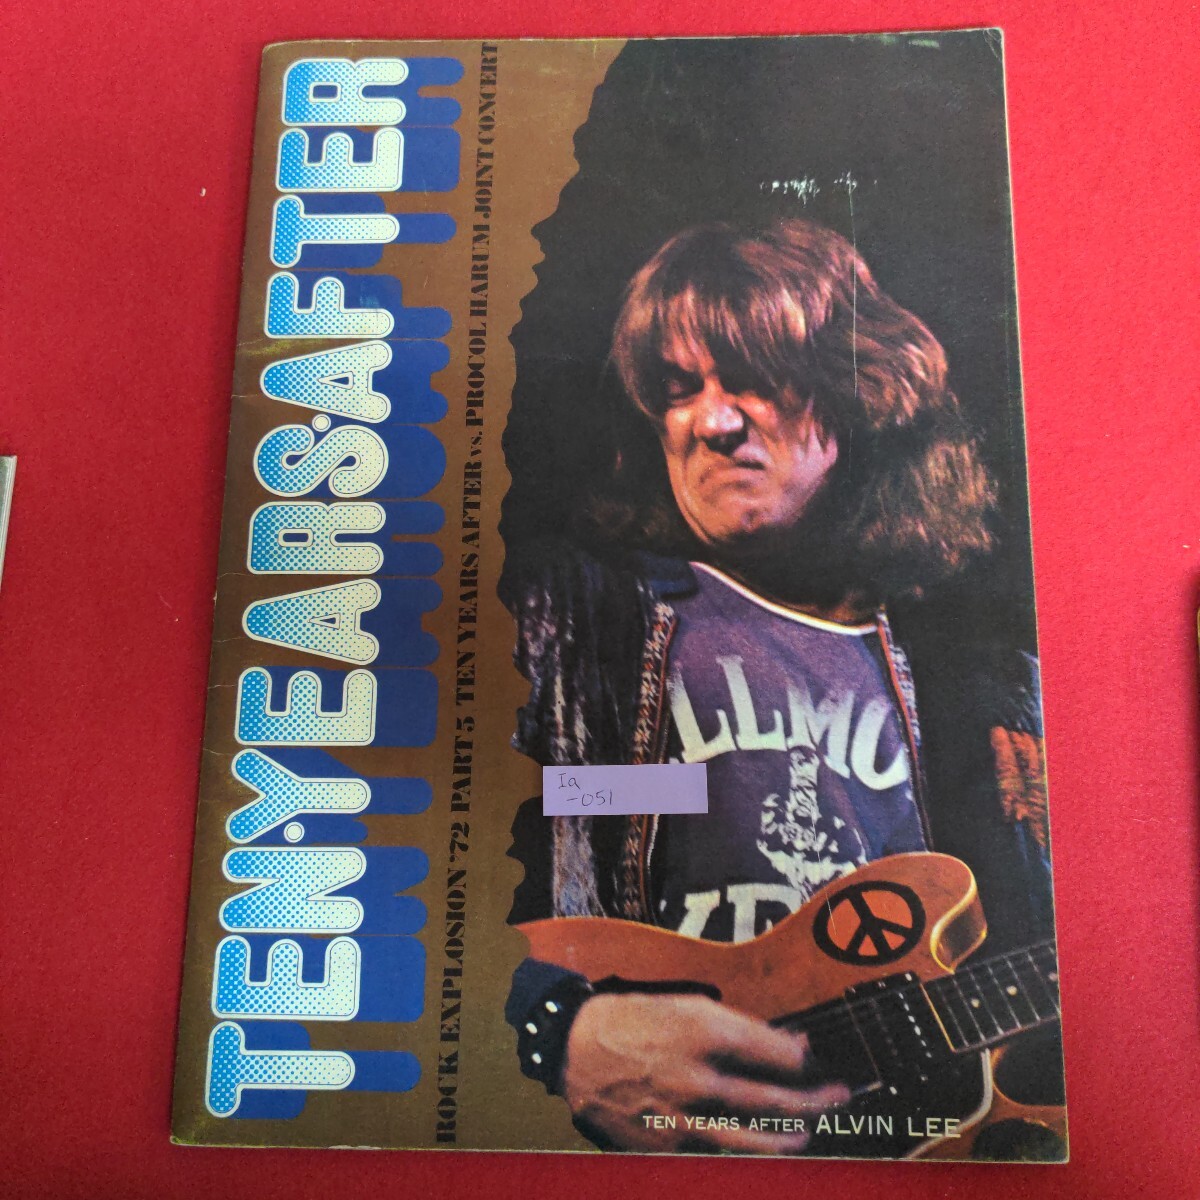 TEN·YEARS·AFTER
ROCK EXPLOSION '72 PART 5 TEN YEARS AFTER vs. PROCOL HARUM JOINT CONCERT
LLMO
Ia
-051
TEN YEARS AFTER ALVIN LEE